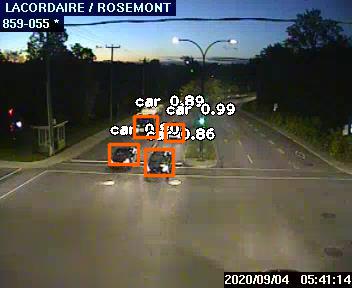 LACORDAIRE / ROSEMONT
859-055 *
car 0.89
car 0.99
car
0.86
2020/09/04 05:41:14